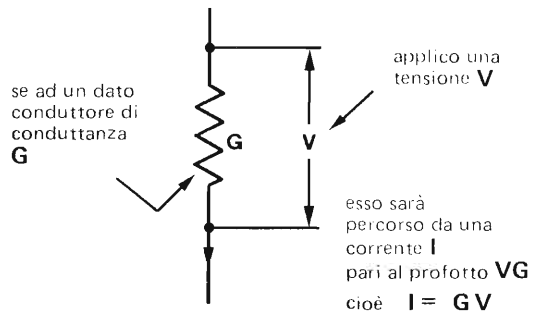 se ad un dato
conduttore di
conduttanza
G
G
V
applico una
tensione V
esso sarà
percorso da una
corrente I
pari al profotto VG
cioè I = GV